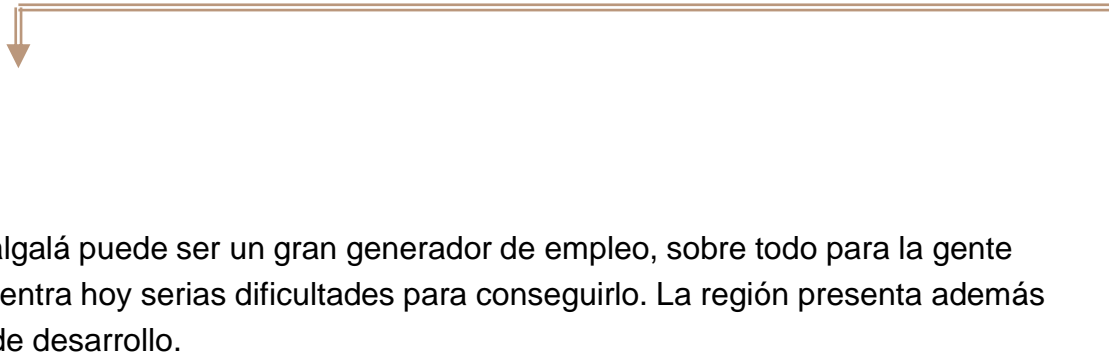 algalá puede ser un gran generador de empleo, sobre todo para la gente
entra hoy serias dificultades para conseguirlo. La región presenta además
de desarrollo.